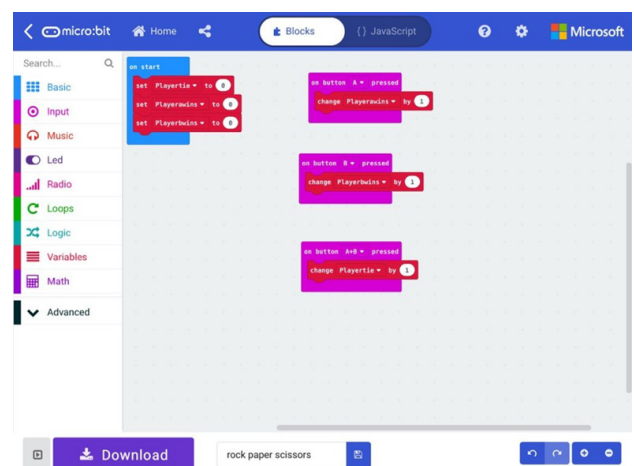 micro:bit Home Blocks {} JavaScript ? Microsoft
Search...
Basic
Input
Music
Led
Radio
Loops
Logic
Variables
Math
Advanced
on start
set Playertie to 0
set Playerawins to 0
set Playerbwins to 0
on button A pressed
change Playerawins by 1
on button B pressed
change Playerbwins by 1
on button A+B pressed
change Playertie by 1
Download rock paper scissors